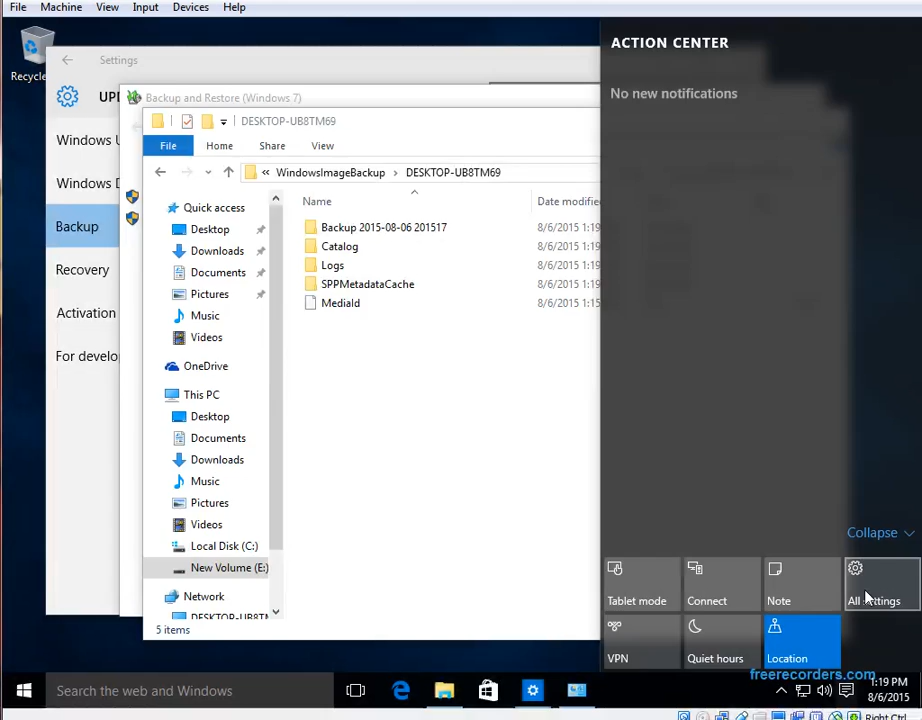 File Machine View Input Devices Help
ACTION CENTER
No new notifications
Settings
Backup and Restore (Windows 7)
DESKTOP-UB8TM69
File Home Share View
« WindowsImageBackup › DESKTOP-UB8TM69
Windows
Windows
Backup
Recovery
Activation
For develo
Quick access
Desktop
Downloads
Documents
Pictures
Music
Videos
OneDrive
This PC
Desktop
Documents
Downloads
Music
Pictures
Videos
Local Disk (C:)
New Volume (E:)
Network
5 items
Name Date modifie
Backup 2015-08-06 201517 8/6/2015 1:19
Catalog 8/6/2015 1:19
Logs 8/6/2015 1:19
SPPMetadataCache 8/6/2015 1:19
MediaId 8/6/2015 1:15
Collapse
Tablet mode Connect Note All settings
VPN Quiet hours Location
freerecorders.com
Search the web and Windows
1:19 PM
8/6/2015
Right Ctrl